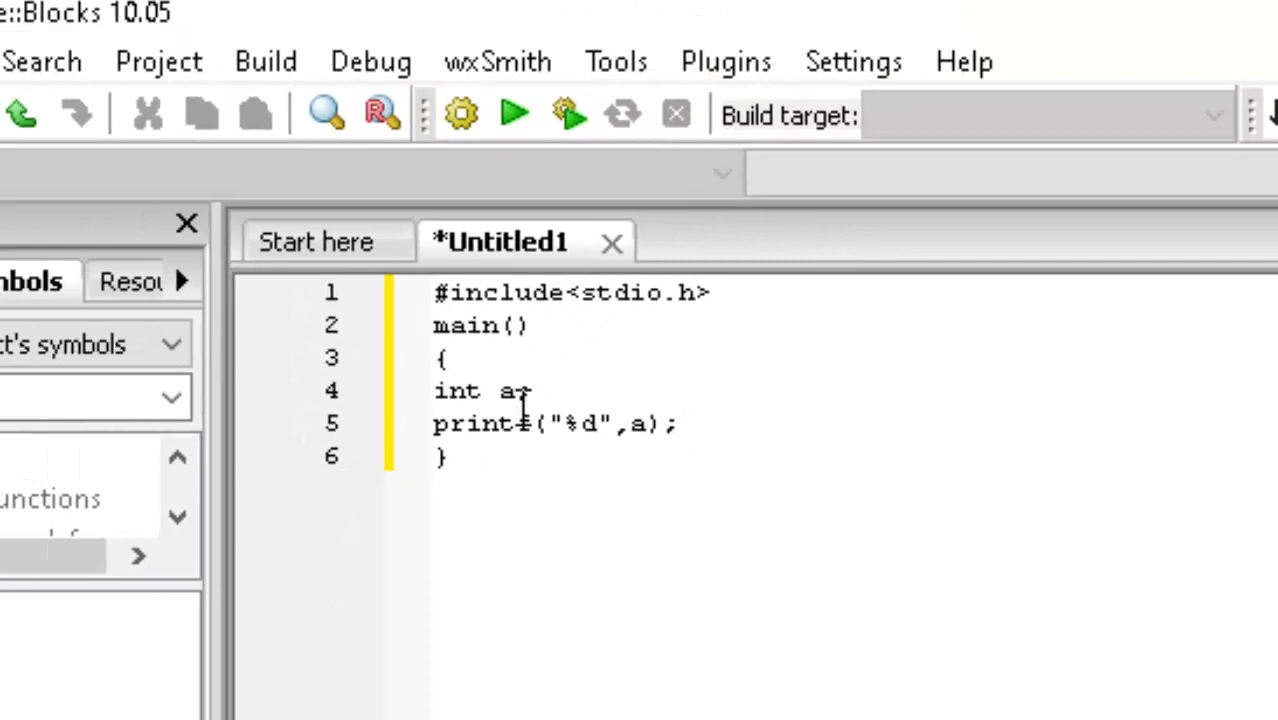 e::Blocks 10.05
Search Project Build Debug wxSmith Tools Plugins Settings Help
Build target:
Start here *Untitled1
mbols Resou
ct's symbols
unctions
1 #include<stdio.h>
2 main()
3 {
4 int a;
5 printf("%d",a);
6 }